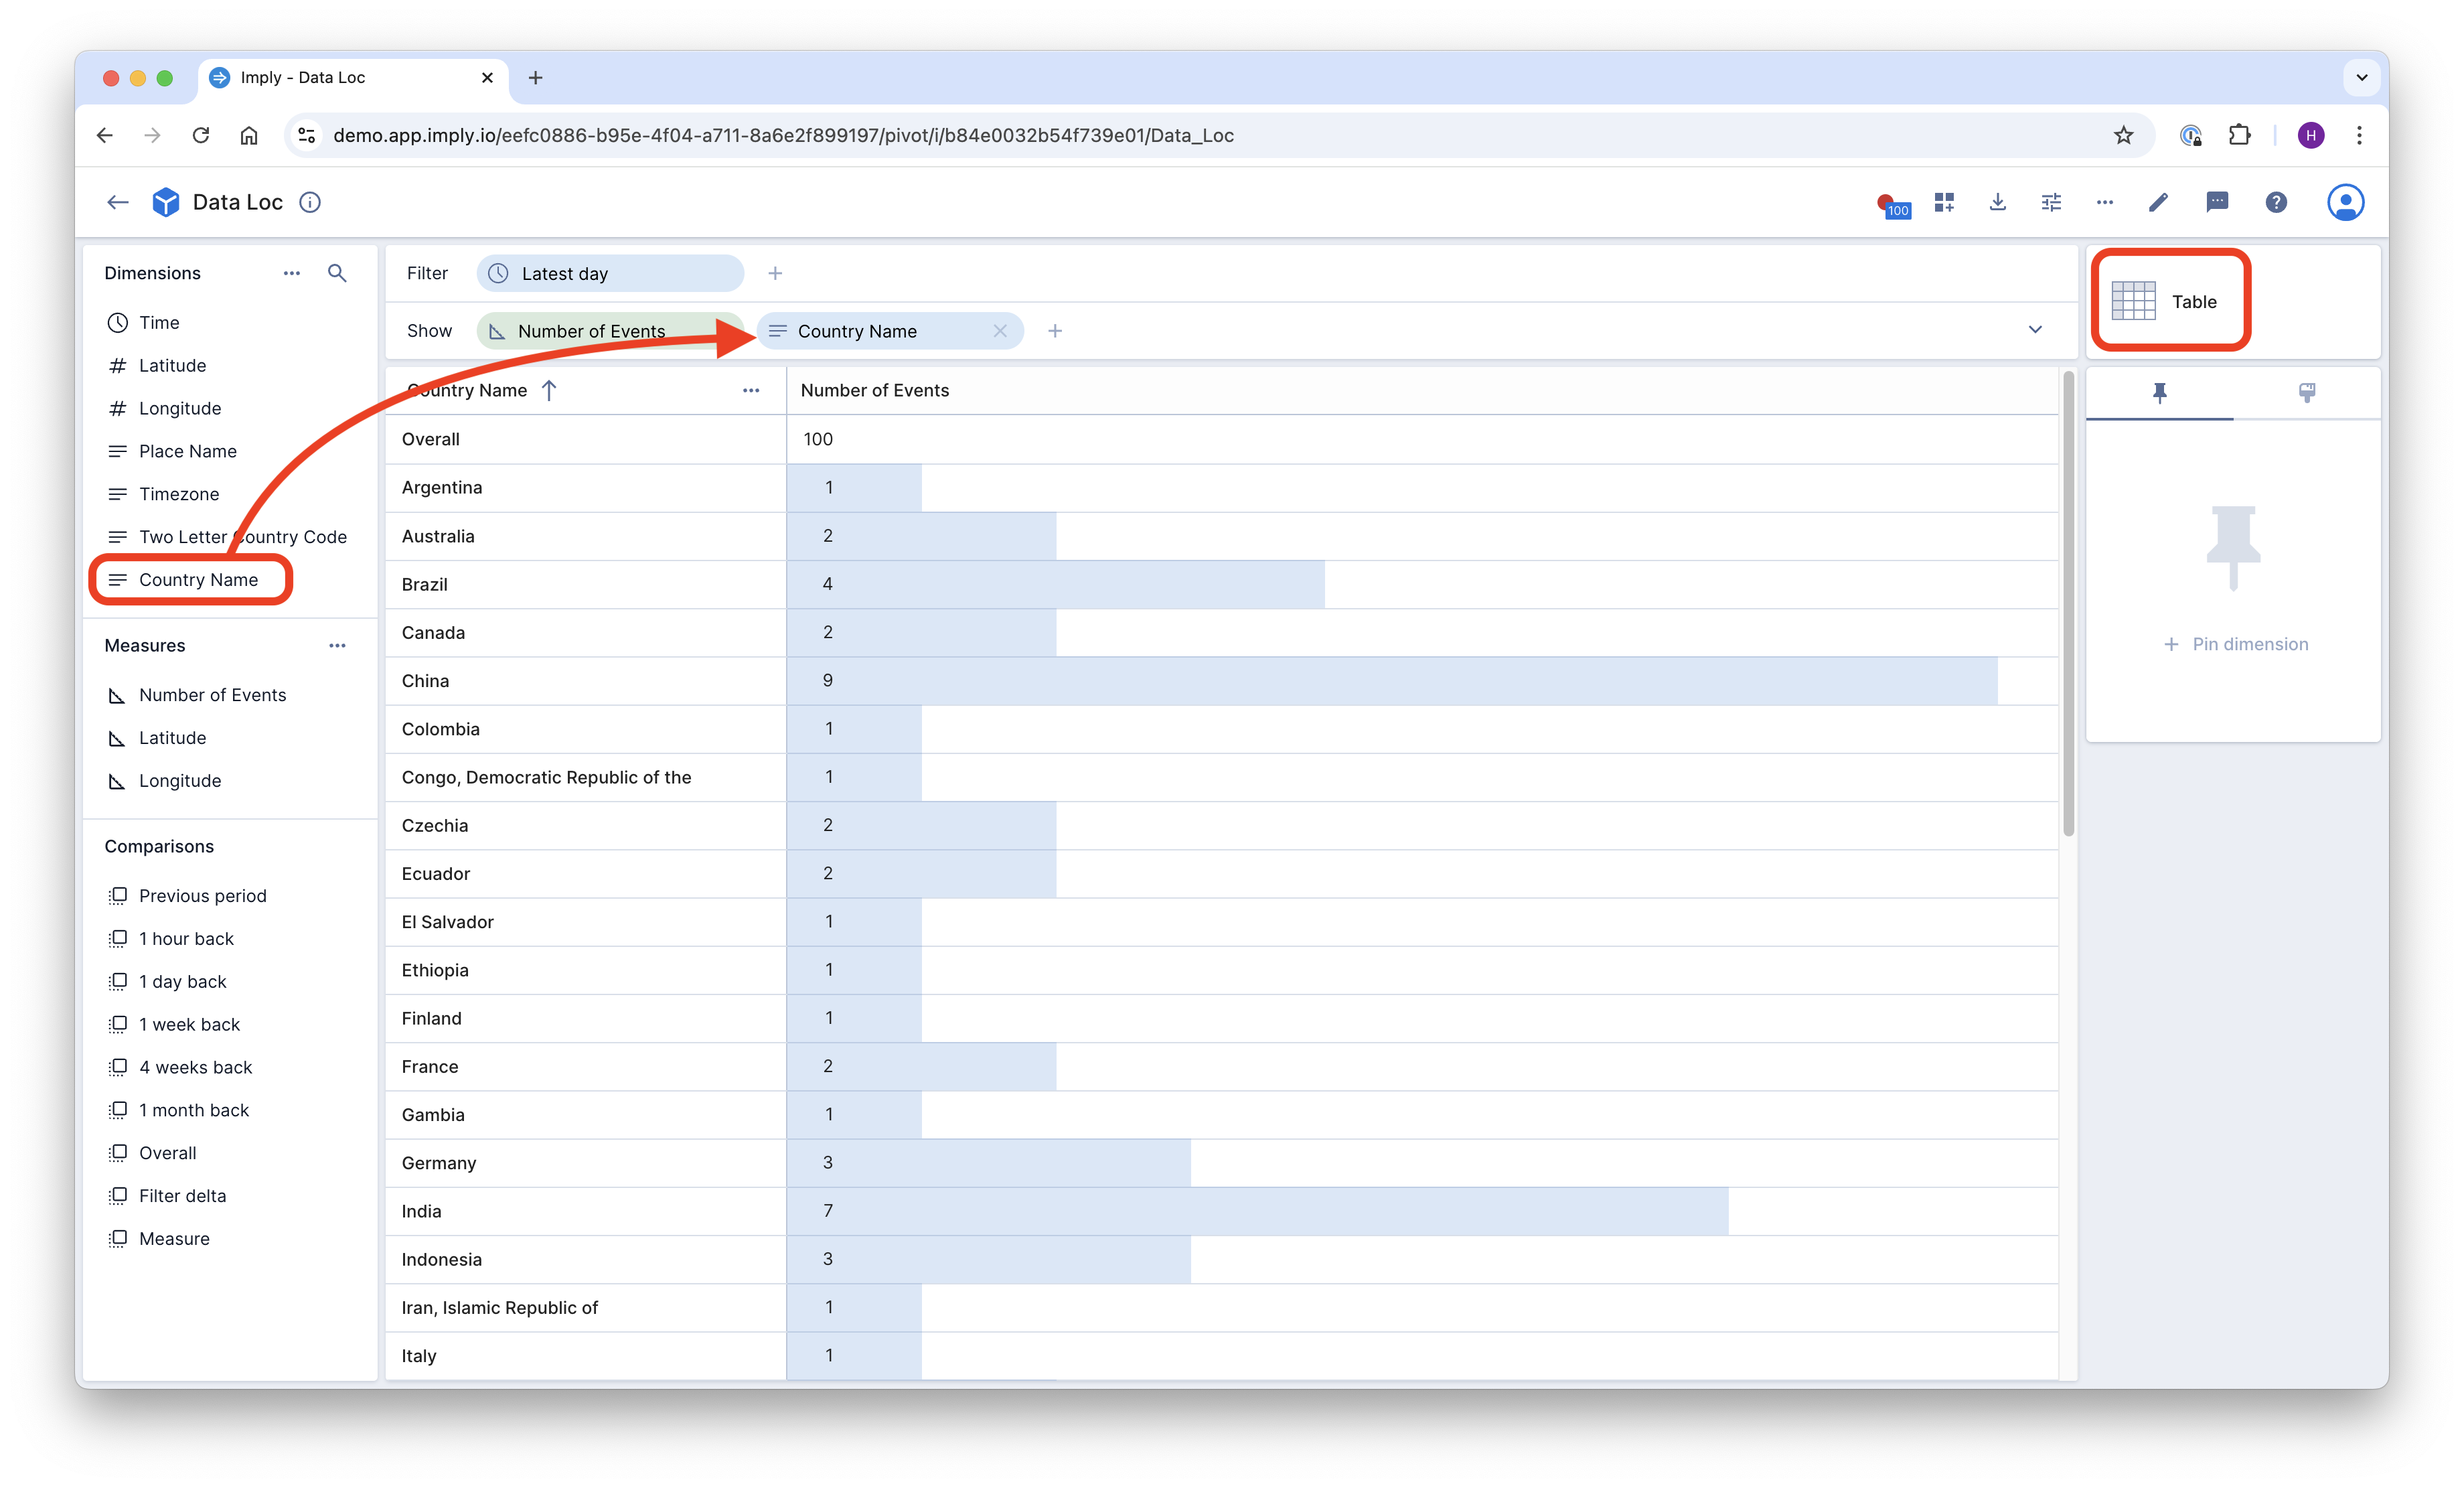 Imply - Data Loc
demo.app.imply.io/eefc0886-b95e-4f04-a711-8a6e2f899197/pivot/i/b84e0032b54f739e01/Data_Loc
H
Data Loc
100
Dimensions
Time
Latitude
Longitude
Place Name
Timezone
Two Letter Country Code
Country Name
Measures
Number of Events
Latitude
Longitude
Comparisons
Previous period
1 hour back
1 day back
1 week back
4 weeks back
1 month back
Overall
Filter delta
Measure
Filter Latest day
Show Number of Events Country Name
Country Name Number of Events
Overall 100
Argentina 1
Australia 2
Brazil 4
Canada 2
China 9
Colombia 1
Congo, Democratic Republic of the 1
Czechia 2
Ecuador 2
El Salvador 1
Ethiopia 1
Finland 1
France 2
Gambia 1
Germany 3
India 7
Indonesia 3
Iran, Islamic Republic of 1
Italy 1
Table
Pin dimension